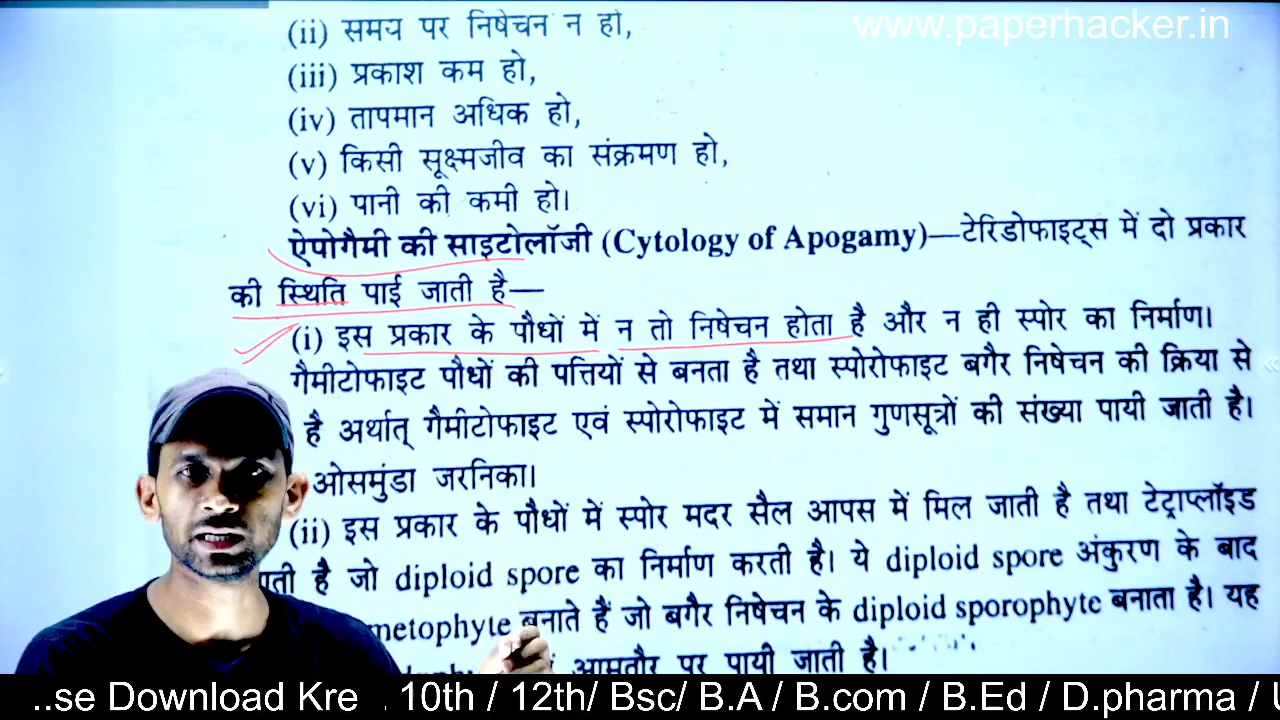 www.paperhacker.in
(ii) समय पर निषेचन न हो,
(iii) प्रकाश कम हो,
(iv) तापमान अधिक हो,
(v) किसी सूक्ष्मजीव का संक्रमण हो,
(vi) पानी की कमी हो।
ऐपोगैमी की साइटोलॉजी (Cytology of Apogamy)—टेरिडोफाइट्स में दो प्रकार
की स्थिति पाई जाती है—
(i) इस प्रकार के पौधों में न तो निषेचन होता है और न ही स्पोर का निर्माण।
गैमीटोफाइट पौधों की पत्तियों से बनता है तथा स्पोरोफाइट बगैर निषेचन की क्रिया से
है अर्थात् गैमीटोफाइट एवं स्पोरोफाइट में समान गुणसूत्रों की संख्या पायी जाती है।
ओसमुंडा जरनिका।
(ii) इस प्रकार के पौधों में स्पोर मदर सैल आपस में मिल जाती है तथा टेट्राप्लॉइड
है जो diploid spore का निर्माण करती है। ये diploid spore अंकुरण के बाद
metophyte बनाते हैं जो बगैर निषेचन के diploid sporophyte बनाता है। यह
आमतौर पर पायी जाती है।
..se Download Kre . 10th / 12th/ Bsc/ B.A / B.com / B.Ed / D.pharma /